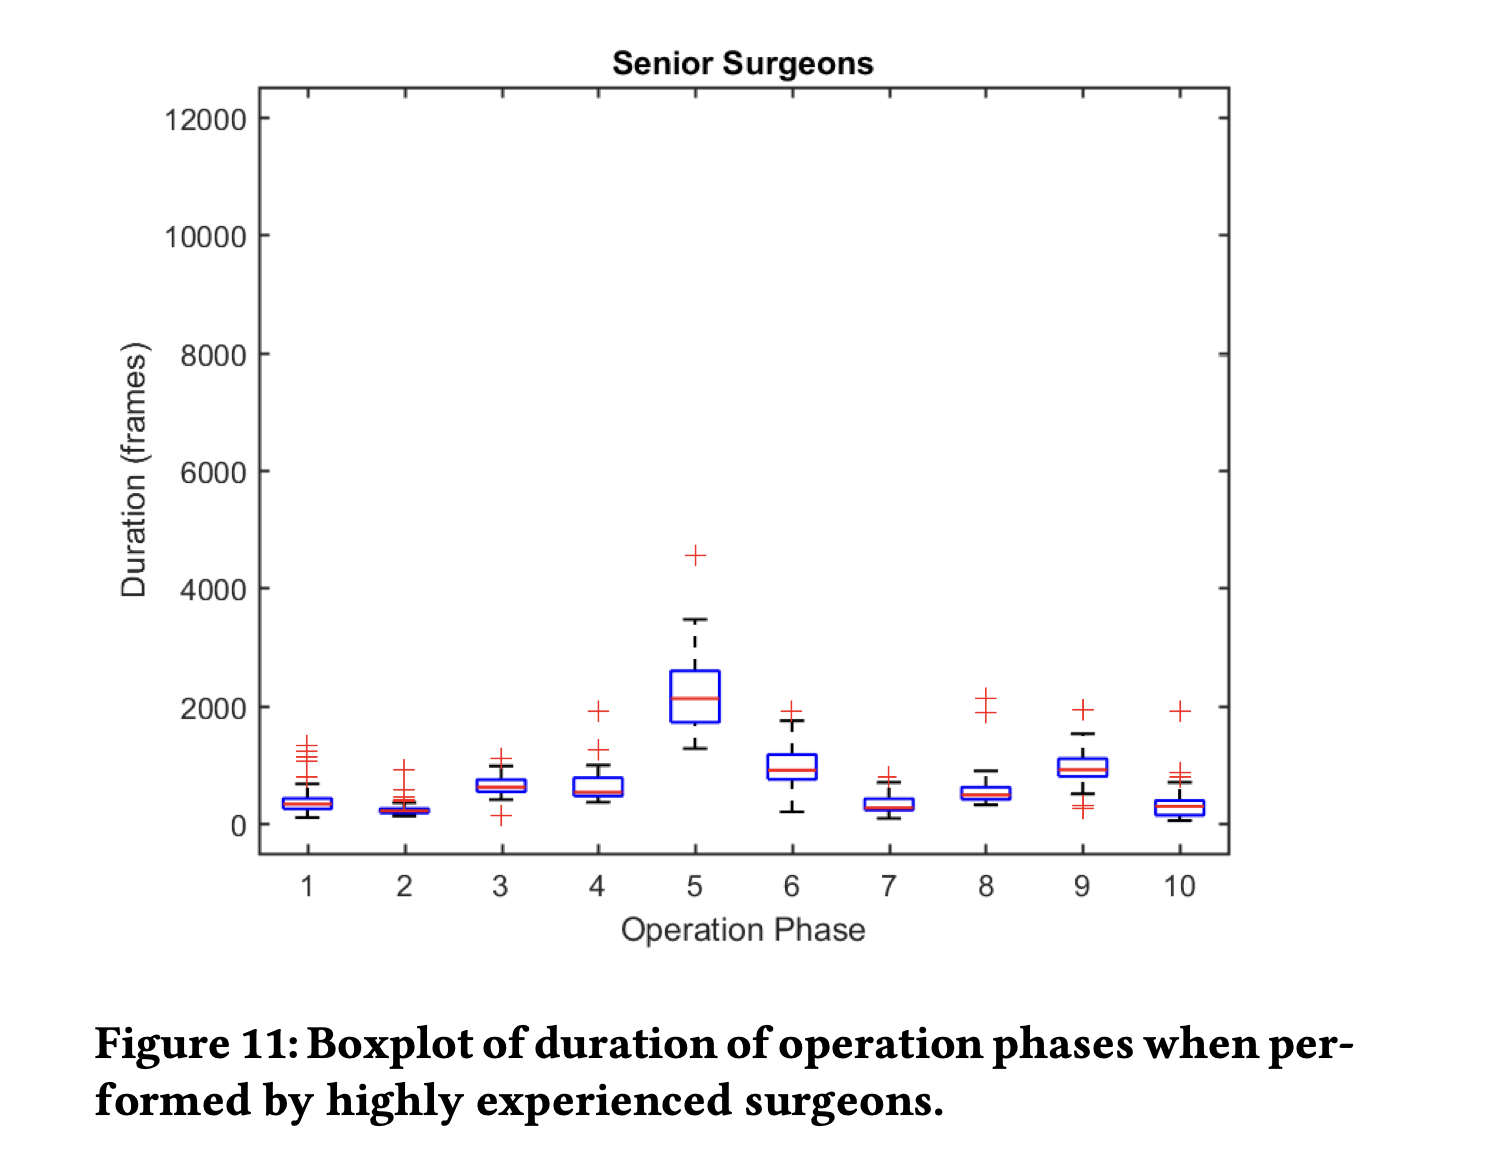 Senior Surgeons
12000
10000
8000
6000
4000
2000
0
Duration (frames)
1 2 3 4 5 6 7 8 9 10
Operation Phase
Figure 11: Boxplot of duration of operation phases when per-
formed by highly experienced surgeons.